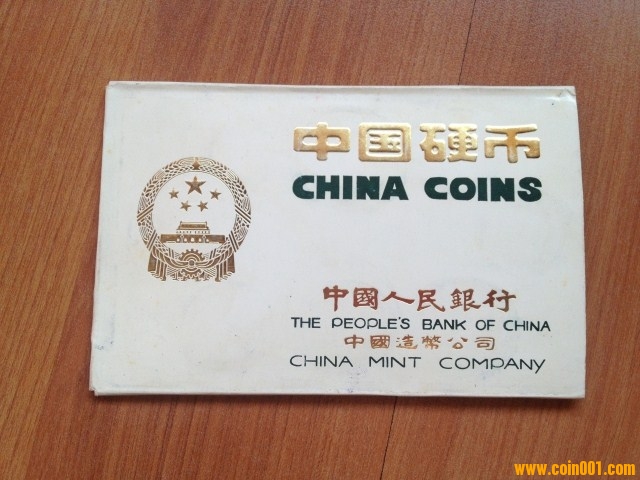 中国硬币
CHINA COINS
中國人民銀行
THE PEOPLE'S BANK OF CHINA
中國造幣公司
CHINA MINT COMPANY
www.coin001.com